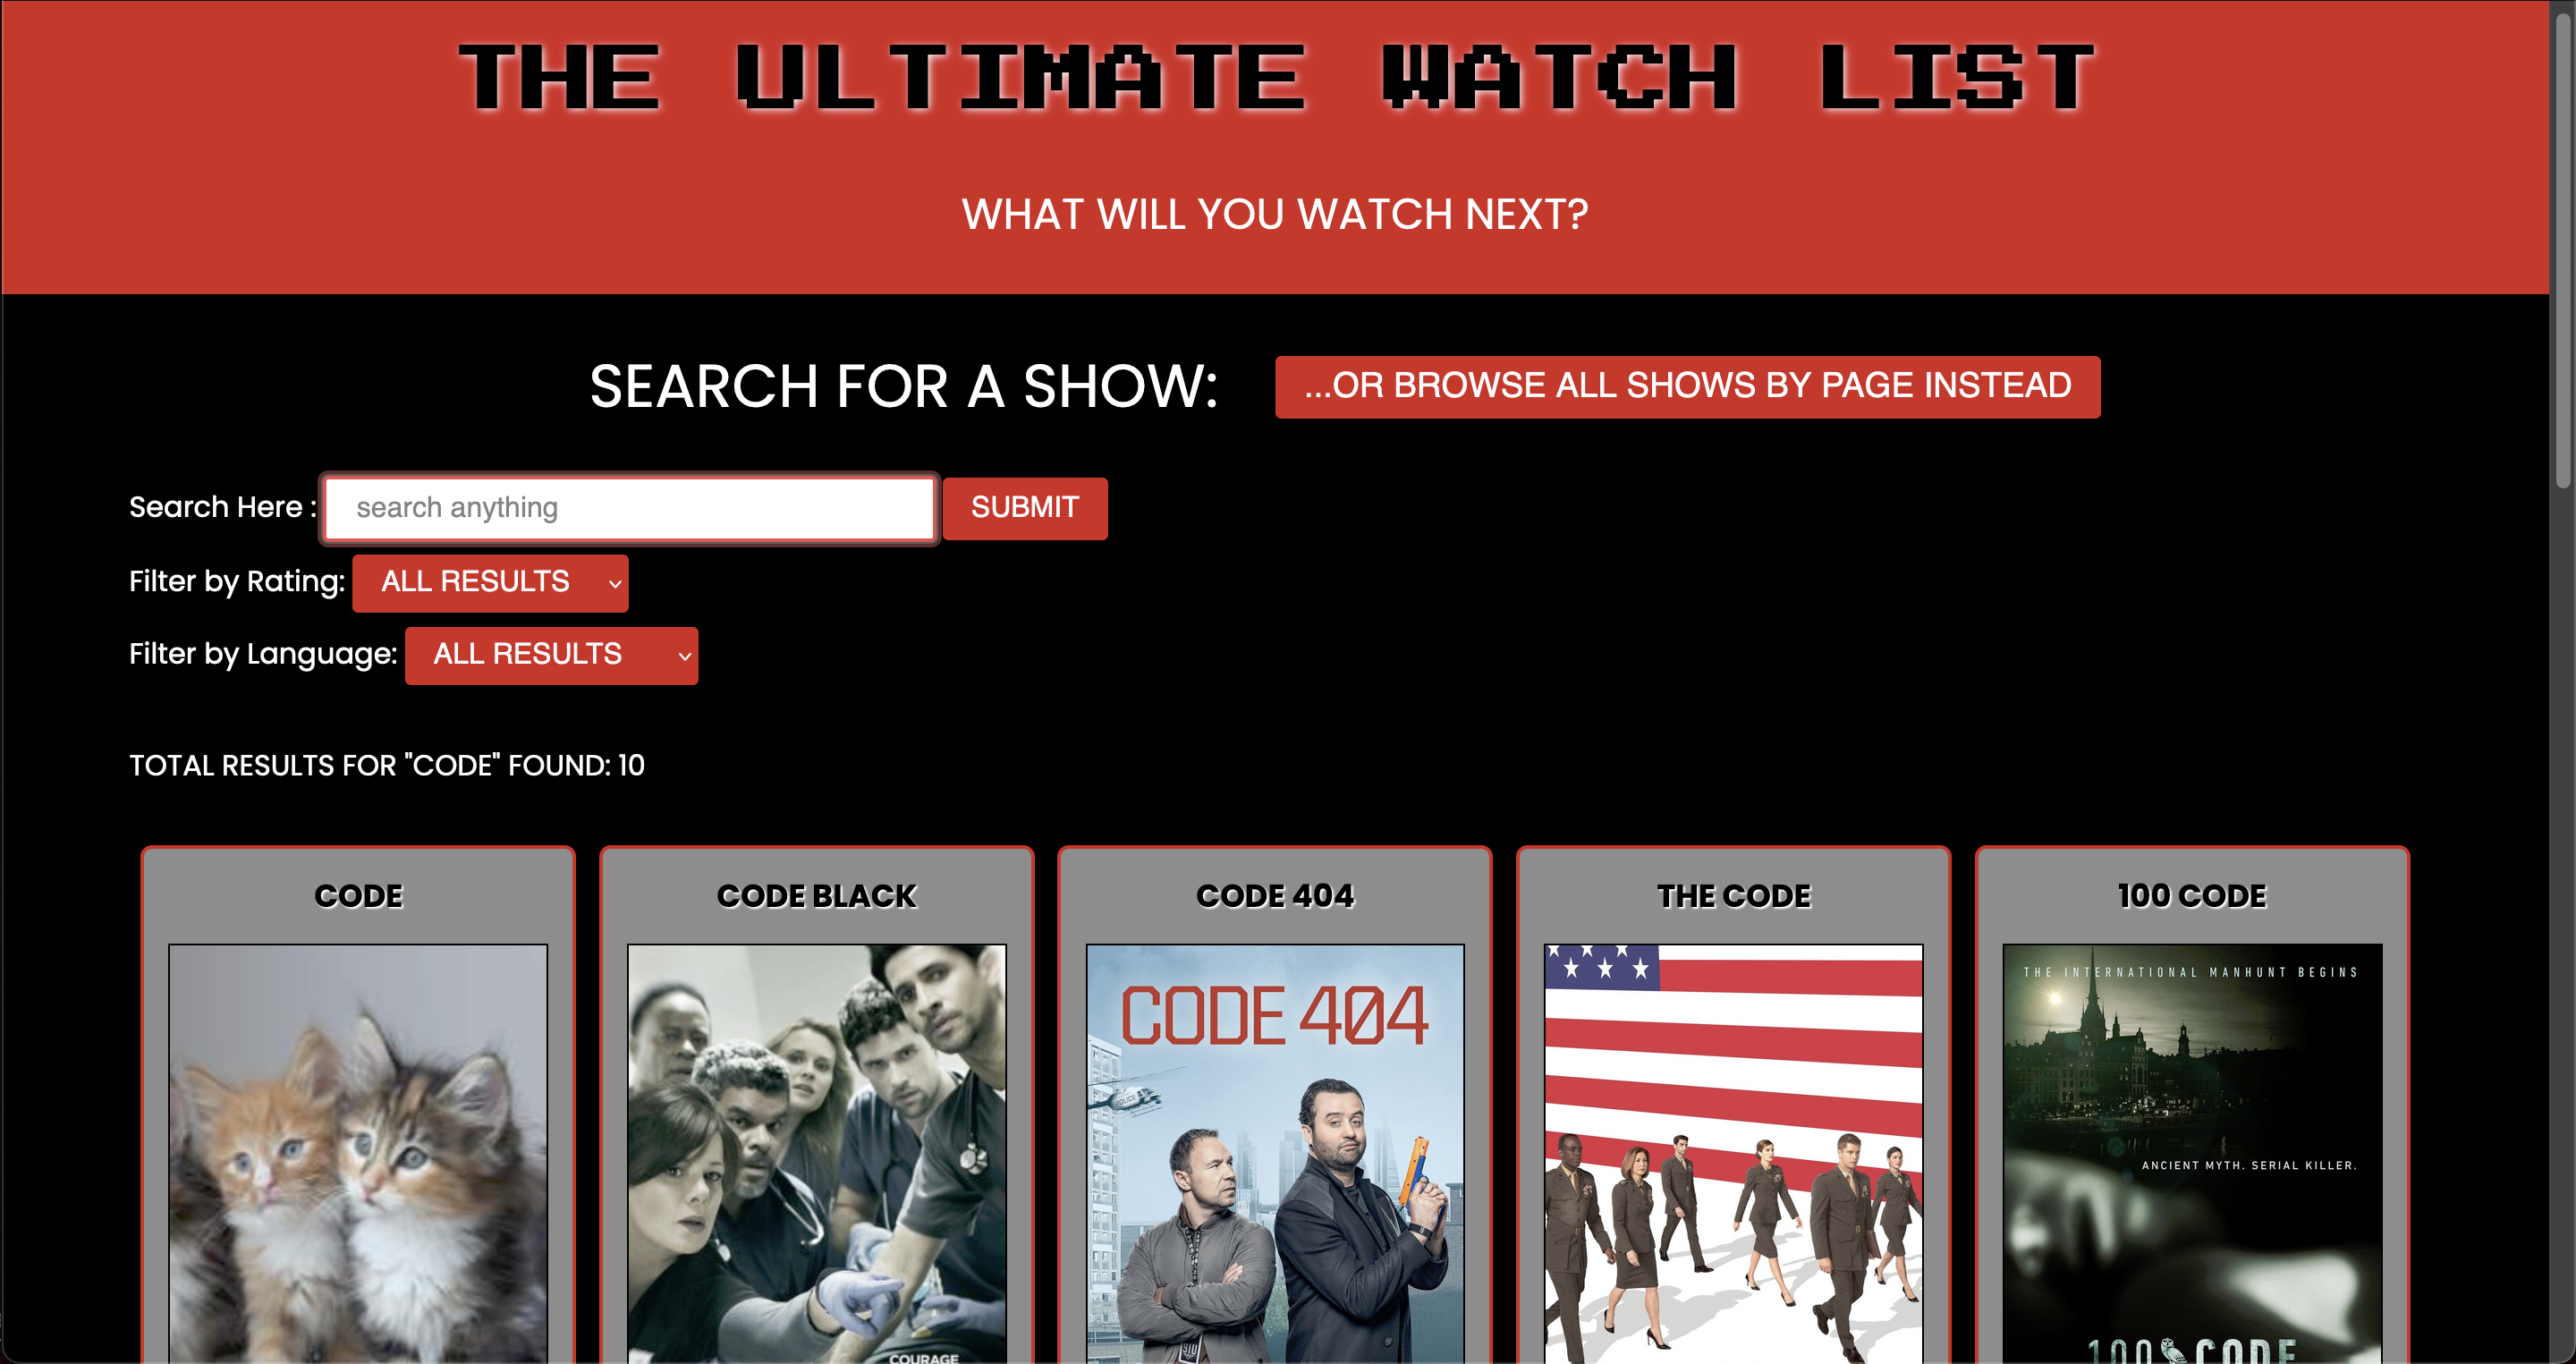 THE ULTIMATE WATCH LIST
WHAT WILL YOU WATCH NEXT?
SEARCH FOR A SHOW:
...OR BROWSE ALL SHOWS BY PAGE INSTEAD
Search Here :
search anything
SUBMIT
Filter by Rating:
ALL RESULTS
Filter by Language:
ALL RESULTS
TOTAL RESULTS FOR "CODE" FOUND: 10
CODE
CODE BLACK
CODE 404
THE CODE
100 CODE
COURAGE
CODE 404
POLICE
SIU
THE INTERNATIONAL MANHUNT BEGINS
ANCIENT MYTH. SERIAL KILLER.
100 CODE